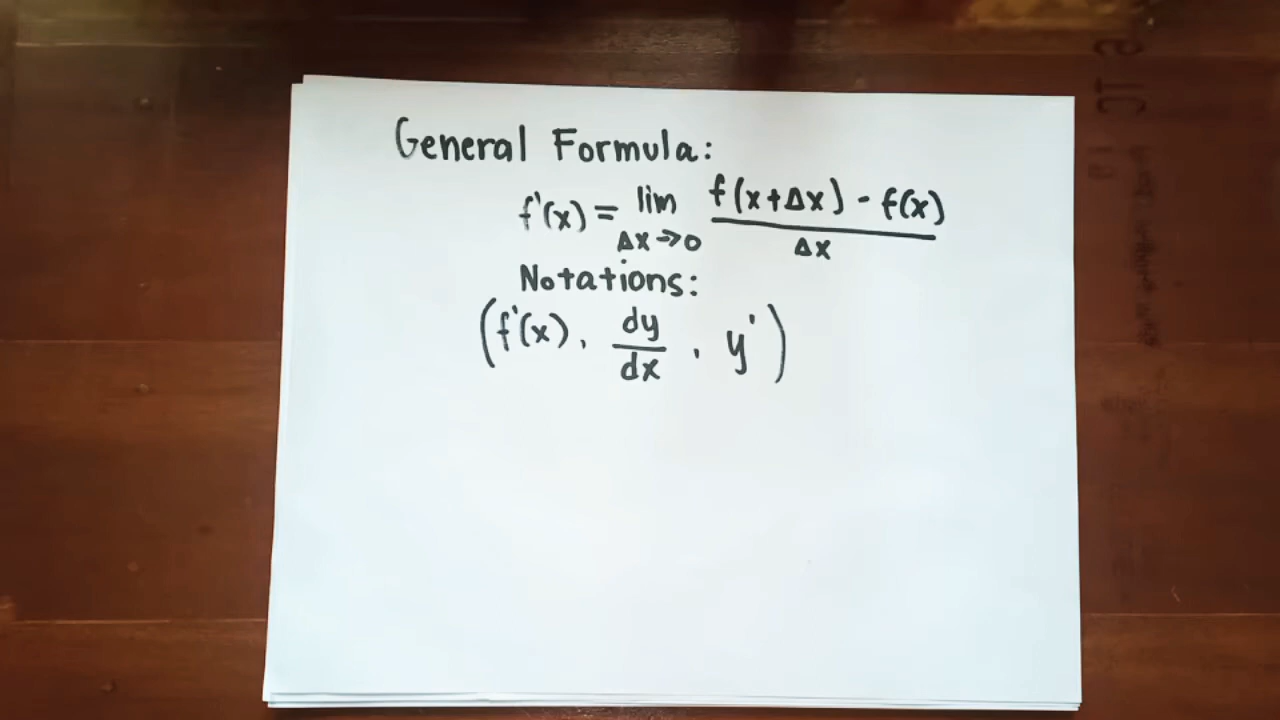 General Formula:
f'(x) = lim Δx→0 f(x+Δx) - f(x) / Δx
Notations:
(f'(x), dy/dx, y')